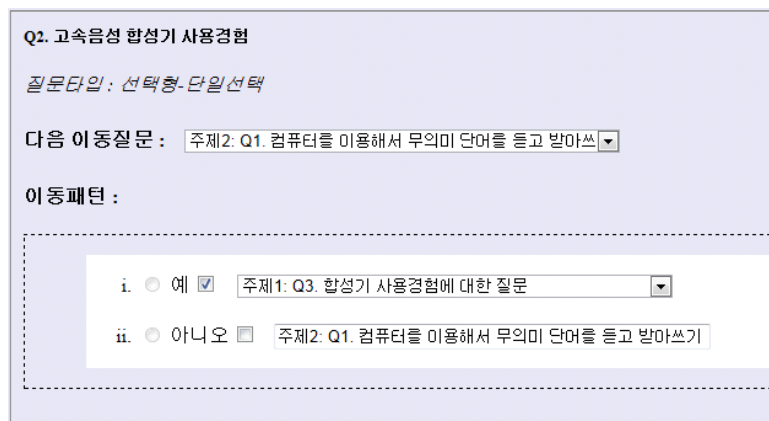 Q2. 고속음성 합성기 사용경험
질문타입 : 선택형-단일선택
다음 이동질문 : 주제2: Q1. 컴퓨터를 이용해서 무의미 단어를 듣고 받아쓰
이동패턴 :
i. 예 주제1: Q3. 합성기 사용경험에 대한 질문
ii. 아니오 주제2: Q1. 컴퓨터를 이용해서 무의미 단어를 듣고 받아쓰기